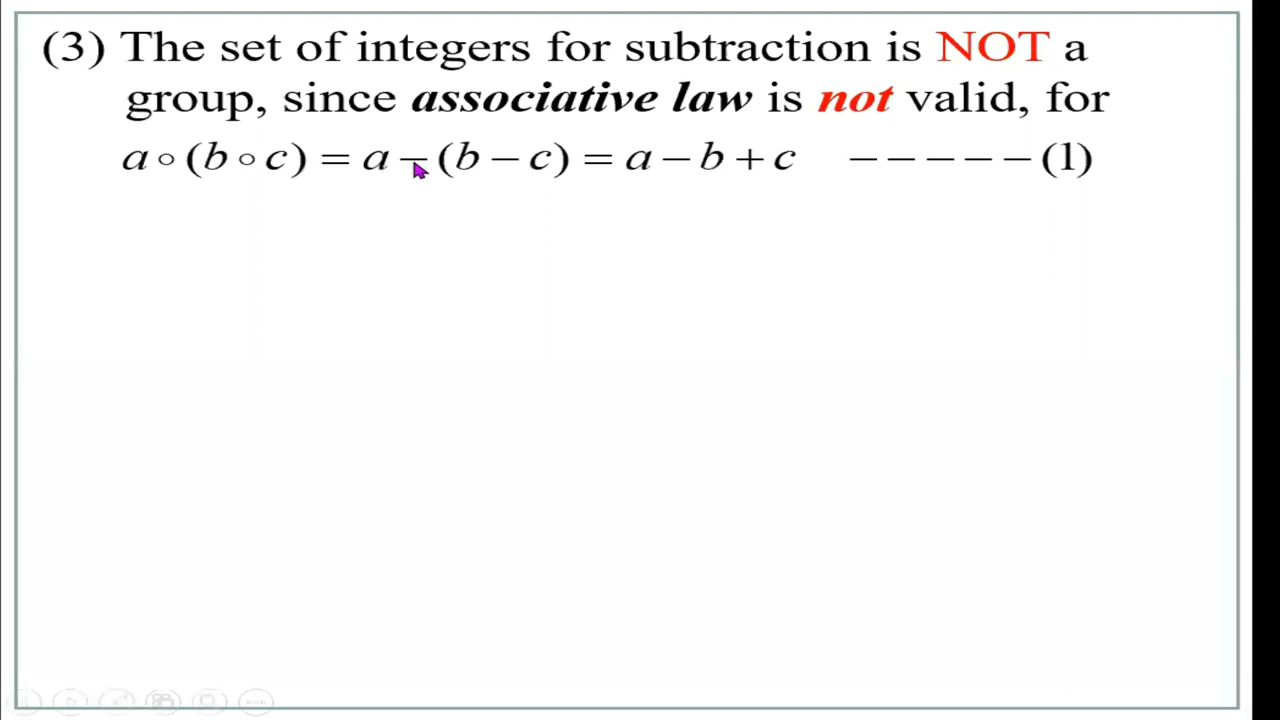 (3) The set of integers for subtraction is NOT a
group, since associative law is not valid, for
a∘(b∘c) = a−(b−c) = a−b+c −−−−−−(1)